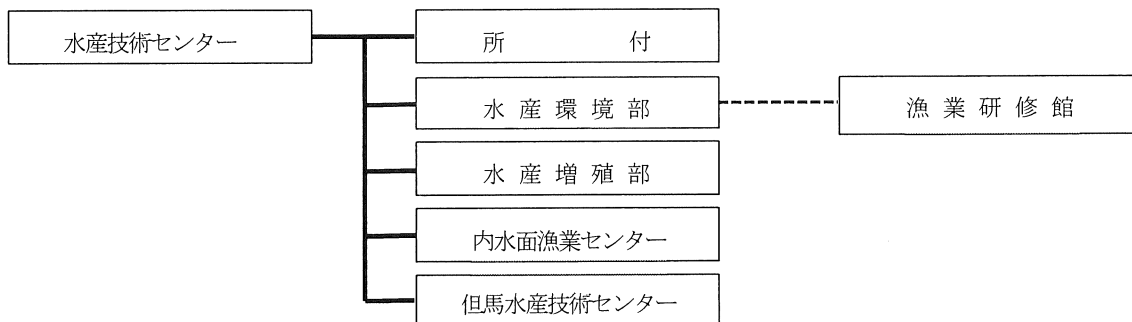 水産技術センター
所　　　　付
水 産 環 境 部
漁 業 研 修 館
水 産 増 殖 部
内水面漁業センター
但馬水産技術センター